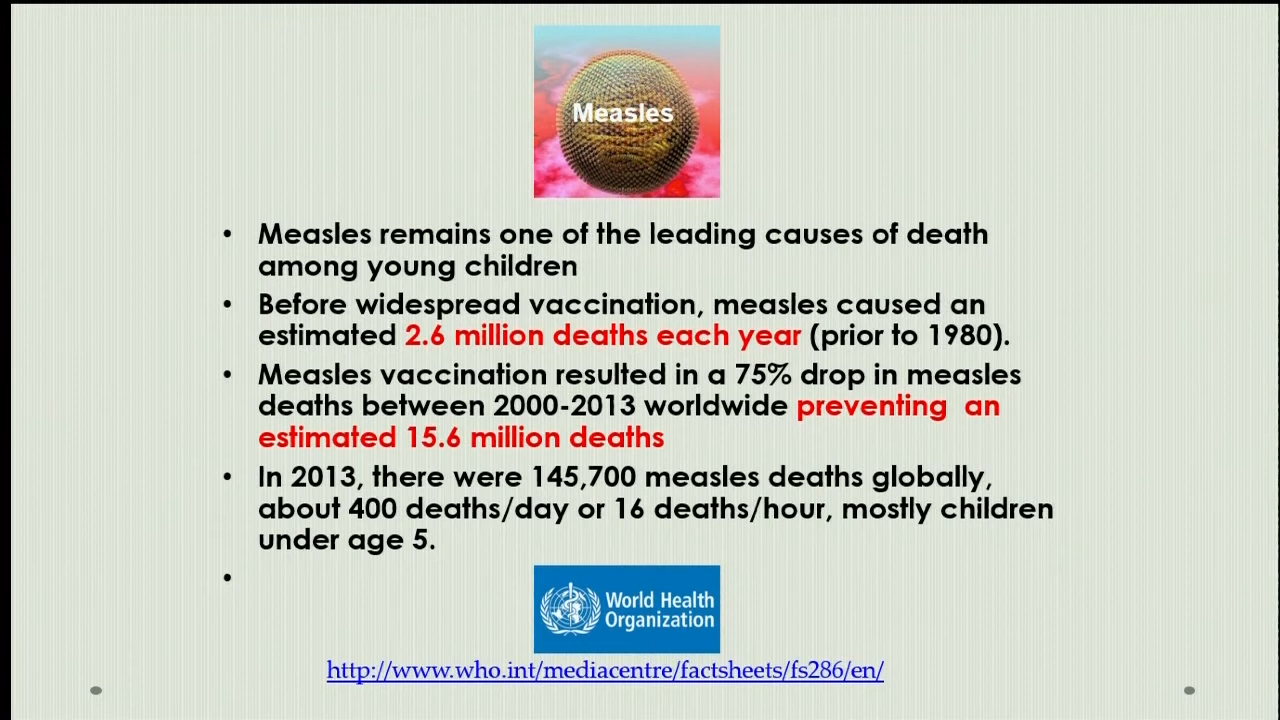 Measles
• Measles remains one of the leading causes of death
among young children
• Before widespread vaccination, measles caused an
estimated 2.6 million deaths each year (prior to 1980).
• Measles vaccination resulted in a 75% drop in measles
deaths between 2000-2013 worldwide preventing  an
estimated 15.6 million deaths
• In 2013, there were 145,700 measles deaths globally,
about 400 deaths/day or 16 deaths/hour, mostly children
under age 5.
•
World Health
Organization
http://www.who.int/mediacentre/factsheets/fs286/en/